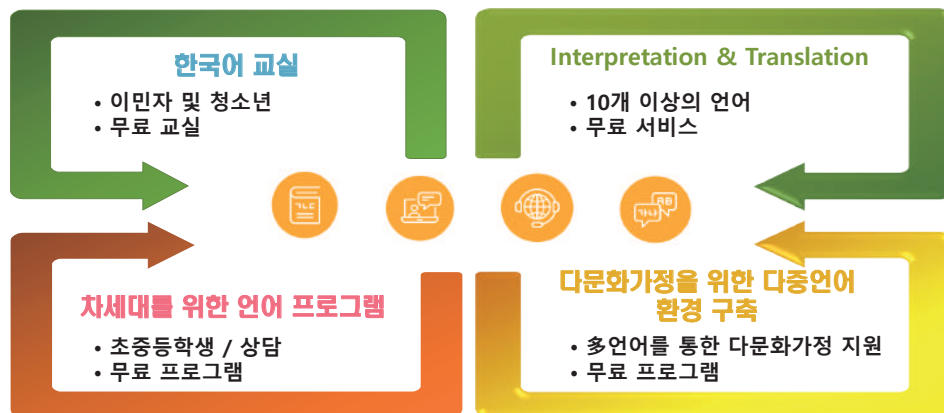 한국어 교실
• 이민자 및 청소년
• 무료 교실
Interpretation & Translation
• 10개 이상의 언어
• 무료 서비스
ㄱㄴㄷ
가나
AB
차세대를 위한 언어 프로그램
• 초중등학생 / 상담
• 무료 프로그램
다문화가정을 위한 다중언어
환경 구축
• 多언어를 통한 다문화가정 지원
• 무료 프로그램